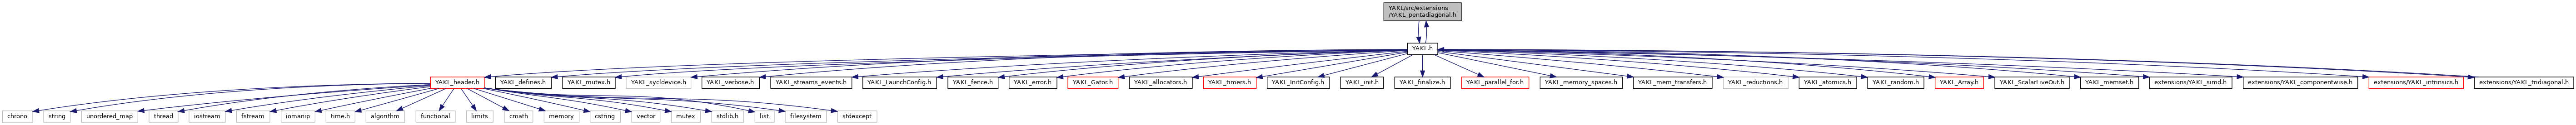 YAKL/src/extensions
/YAKL_pentadiagonal.h
YAKL.h
YAKL_header.h
YAKL_defines.h
YAKL_mutex.h
YAKL_sycldevice.h
YAKL_verbose.h
YAKL_streams_events.h
YAKL_LaunchConfig.h
YAKL_fence.h
YAKL_error.h
YAKL_Gator.h
YAKL_allocators.h
YAKL_timers.h
YAKL_InitConfig.h
YAKL_init.h
YAKL_finalize.h
YAKL_parallel_for.h
YAKL_memory_spaces.h
YAKL_mem_transfers.h
YAKL_reductions.h
YAKL_atomics.h
YAKL_random.h
YAKL_Array.h
YAKL_ScalarLiveOut.h
YAKL_memset.h
extensions/YAKL_simd.h
extensions/YAKL_componentwise.h
extensions/YAKL_intrinsics.h
extensions/YAKL_tridiagonal.h
chrono
string
unordered_map
thread
iostream
fstream
iomanip
time.h
algorithm
functional
limits
cmath
memory
cstring
vector
mutex
stdlib.h
list
filesystem
stdexcept